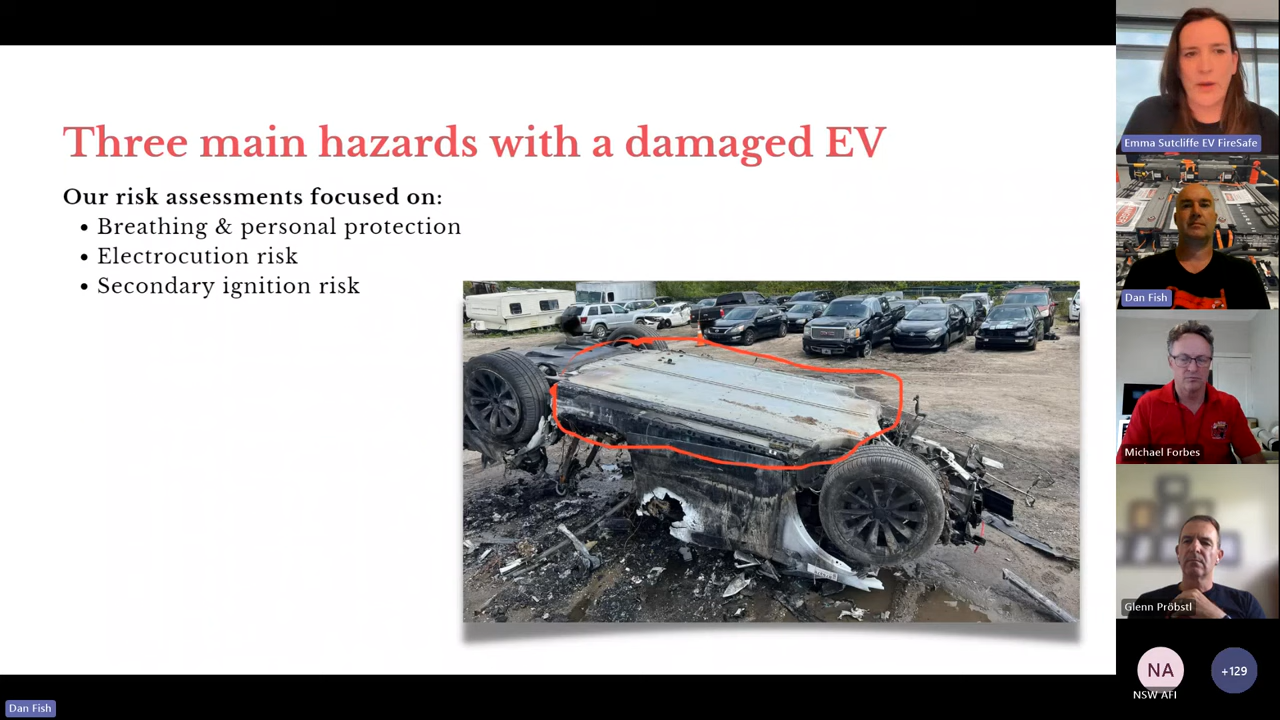 Three main hazards with a damaged EV
Our risk assessments focused on:
• Breathing & personal protection
• Electrocution risk
• Secondary ignition risk
Emma Sutcliffe EV FireSafe
Dan Fish
Michael Forbes
Glenn Pröbstl
NA
NSW AFI
+129
Dan Fish